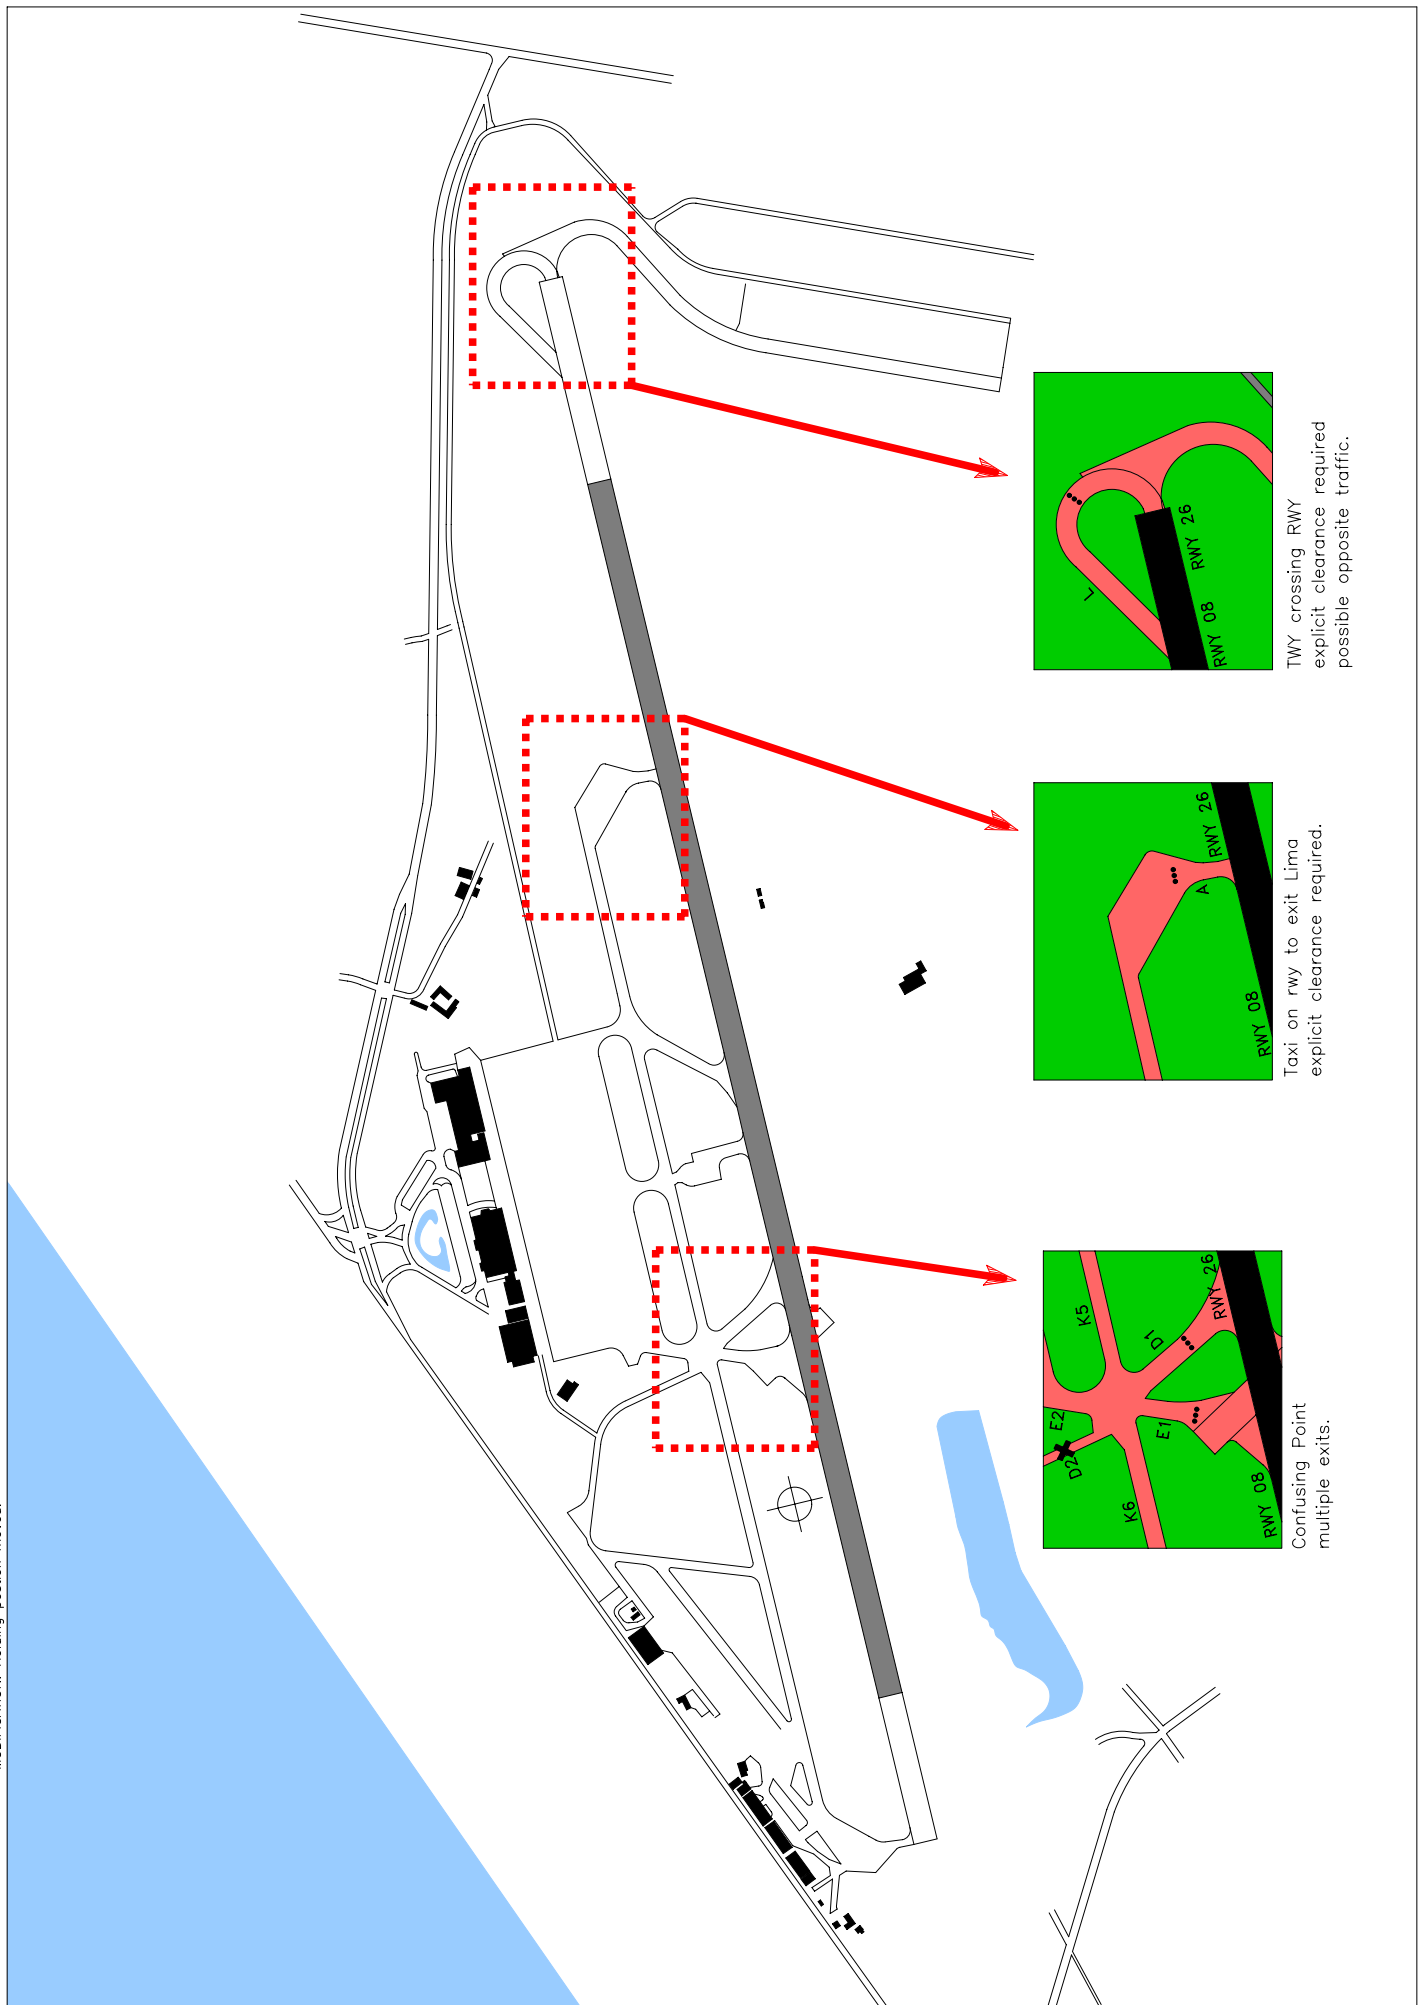 L
RWY 08
RWY 26
TWY crossing RWY
explicit clearance required
possible opposite traffic.
A
RWY 08
RWY 26
Taxi on rwy to exit Lima
explicit clearance required.
K5
E2
D2
D1
E1
K6
RWY 08
RWY 26
Confusing Point
multiple exits.